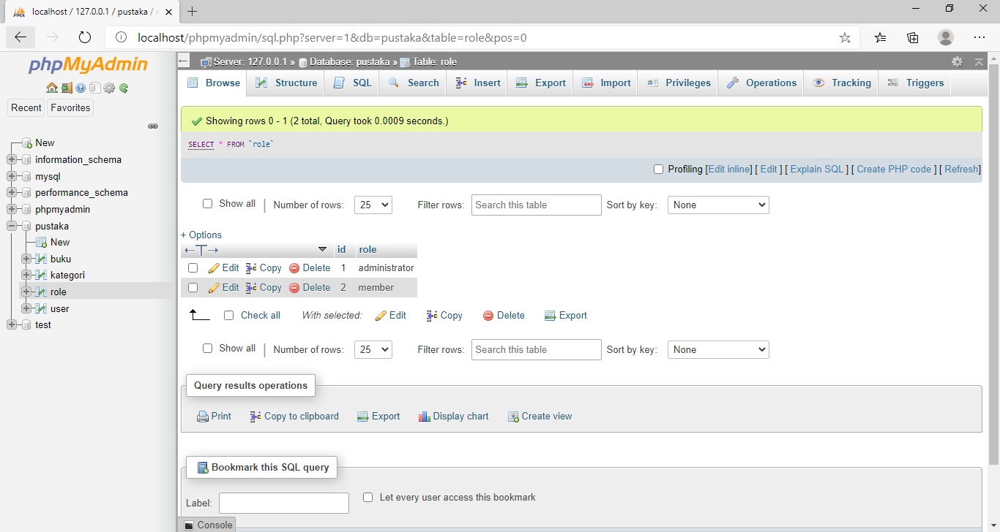 localhost / 127.0.0.1 / pustaka /
localhost/phpmyadmin/sql.php?server=1&db=pustaka&table=role&pos=0
phpMyAdmin
Recent Favorites
New
information_schema
mysql
performance_schema
phpmyadmin
pustaka
New
buku
kategori
role
user
test
Server: 127.0.0.1 » Database: pustaka » Table: role
Browse Structure SQL Search Insert Export Import Privileges Operations Tracking Triggers
Showing rows 0 - 1 (2 total, Query took 0.0009 seconds.)
SELECT * FROM `role`
Profiling [Edit inline] [ Edit ] [ Explain SQL ] [ Create PHP code ] [ Refresh]
Show all | Number of rows: 25 Filter rows: Search this table Sort by key: None
+ Options
←T→ id role
Edit Copy Delete 1 administrator
Edit Copy Delete 2 member
Check all With selected: Edit Copy Delete Export
Show all | Number of rows: 25 Filter rows: Search this table Sort by key: None
Query results operations
Print Copy to clipboard Export Display chart Create view
Bookmark this SQL query
Label: Let every user access this bookmark
Console